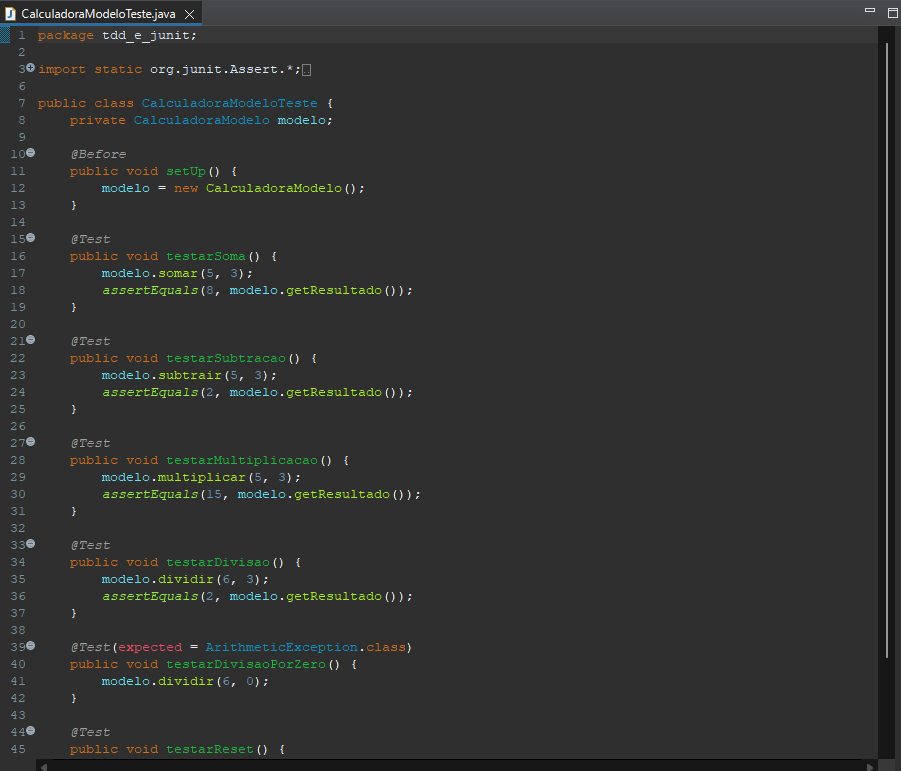 CalculadoraModeloTeste.java
1 package tdd_e_junit;
2
3 import static org.junit.Assert.*;
6
7 public class CalculadoraModeloTeste {
8     private CalculadoraModelo modelo;
9
10     @Before
11     public void setUp() {
12         modelo = new CalculadoraModelo();
13     }
14
15     @Test
16     public void testarSoma() {
17         modelo.somar(5, 3);
18         assertEquals(8, modelo.getResultado());
19     }
20
21     @Test
22     public void testarSubtracao() {
23         modelo.subtrair(5, 3);
24         assertEquals(2, modelo.getResultado());
25     }
26
27     @Test
28     public void testarMultiplicacao() {
29         modelo.multiplicar(5, 3);
30         assertEquals(15, modelo.getResultado());
31     }
32
33     @Test
34     public void testarDivisao() {
35         modelo.dividir(6, 3);
36         assertEquals(2, modelo.getResultado());
37     }
38
39     @Test(expected = ArithmeticException.class)
40     public void testarDivisaoPorZero() {
41         modelo.dividir(6, 0);
42     }
43
44     @Test
45     public void testarReset() {